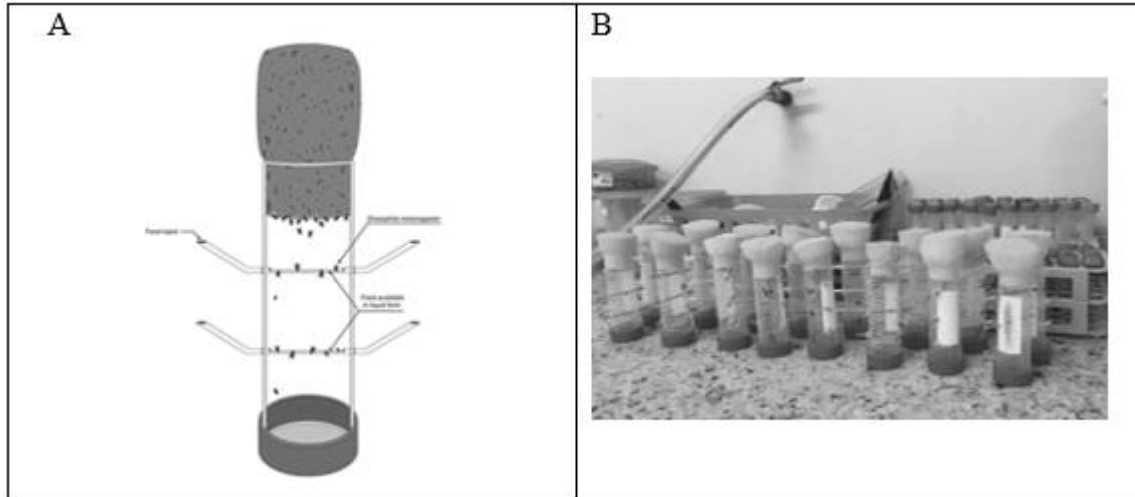 A
B
Food input
Drosophila melanogaster
Food available
in liquid form